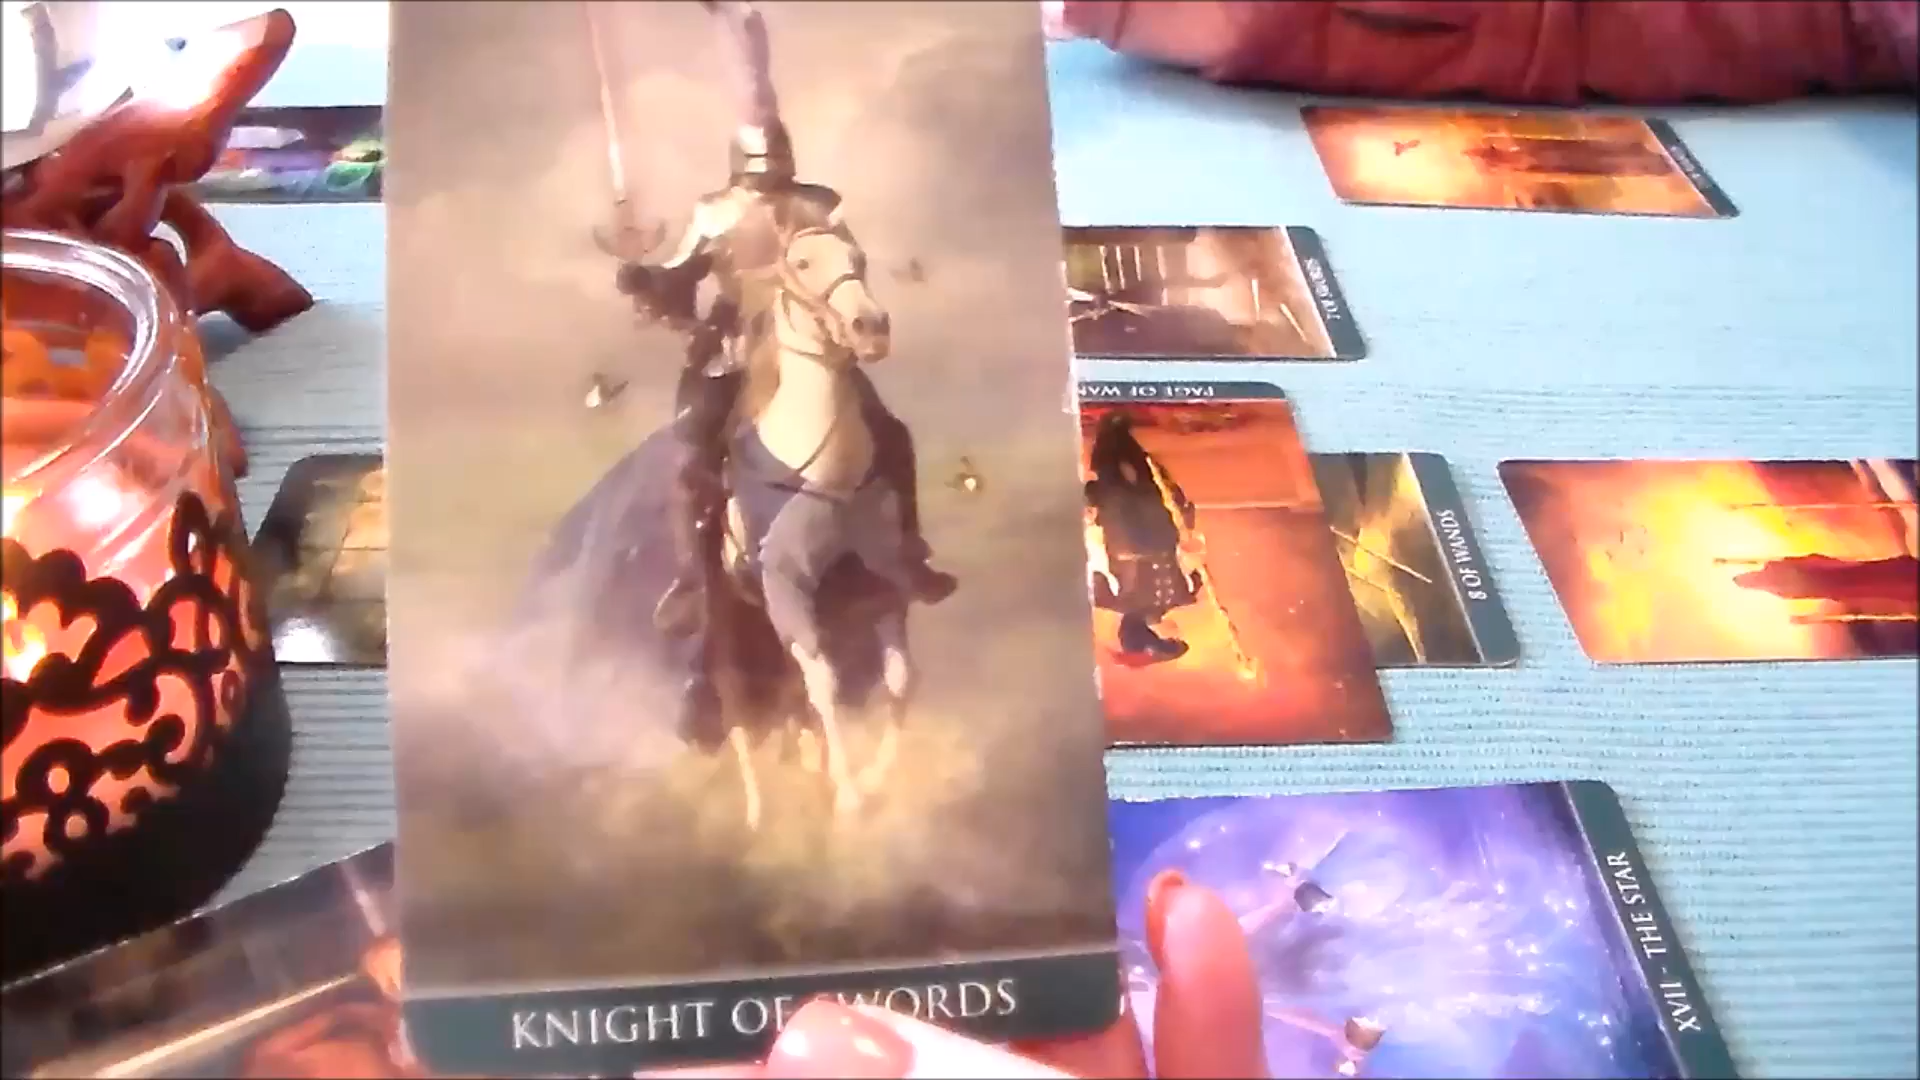 7 OF SWORDS
PAGE OF WAN
8 OF WANDS
XVII - THE STAR
KNIGHT OF SWORDS